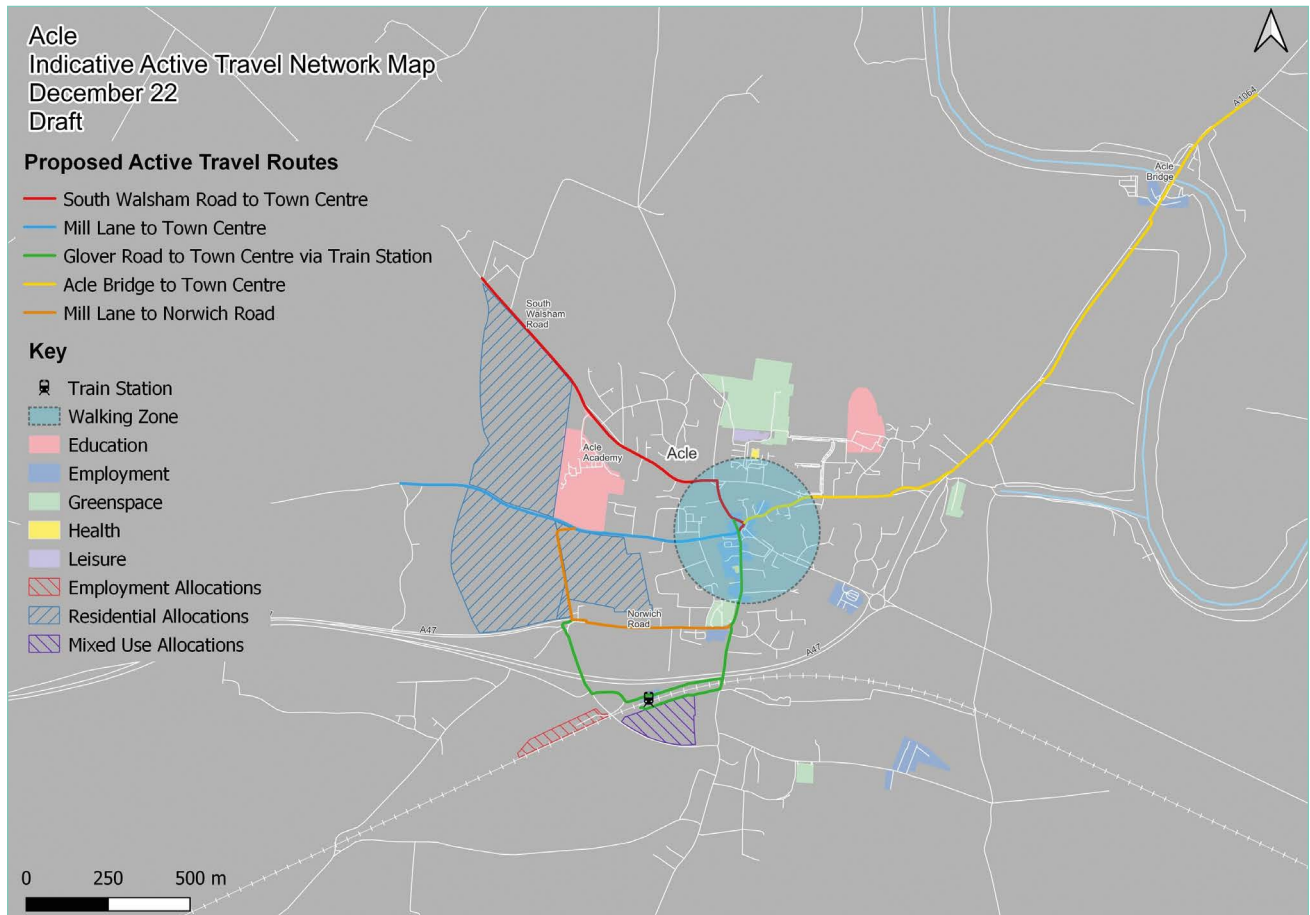 Acle
Indicative Active Travel Network Map
December 22
Draft
Proposed Active Travel Routes
South Walsham Road to Town Centre
Mill Lane to Town Centre
Glover Road to Town Centre via Train Station
Acle Bridge to Town Centre
Mill Lane to Norwich Road
Key
Train Station
Walking Zone
Education
Employment
Greenspace
Health
Leisure
Employment Allocations
Residential Allocations
Mixed Use Allocations
0 250 500 m
A1064
Acle
Bridge
South
Walsham
Road
Acle
Academy
Acle
Norwich
Road
A47
A47